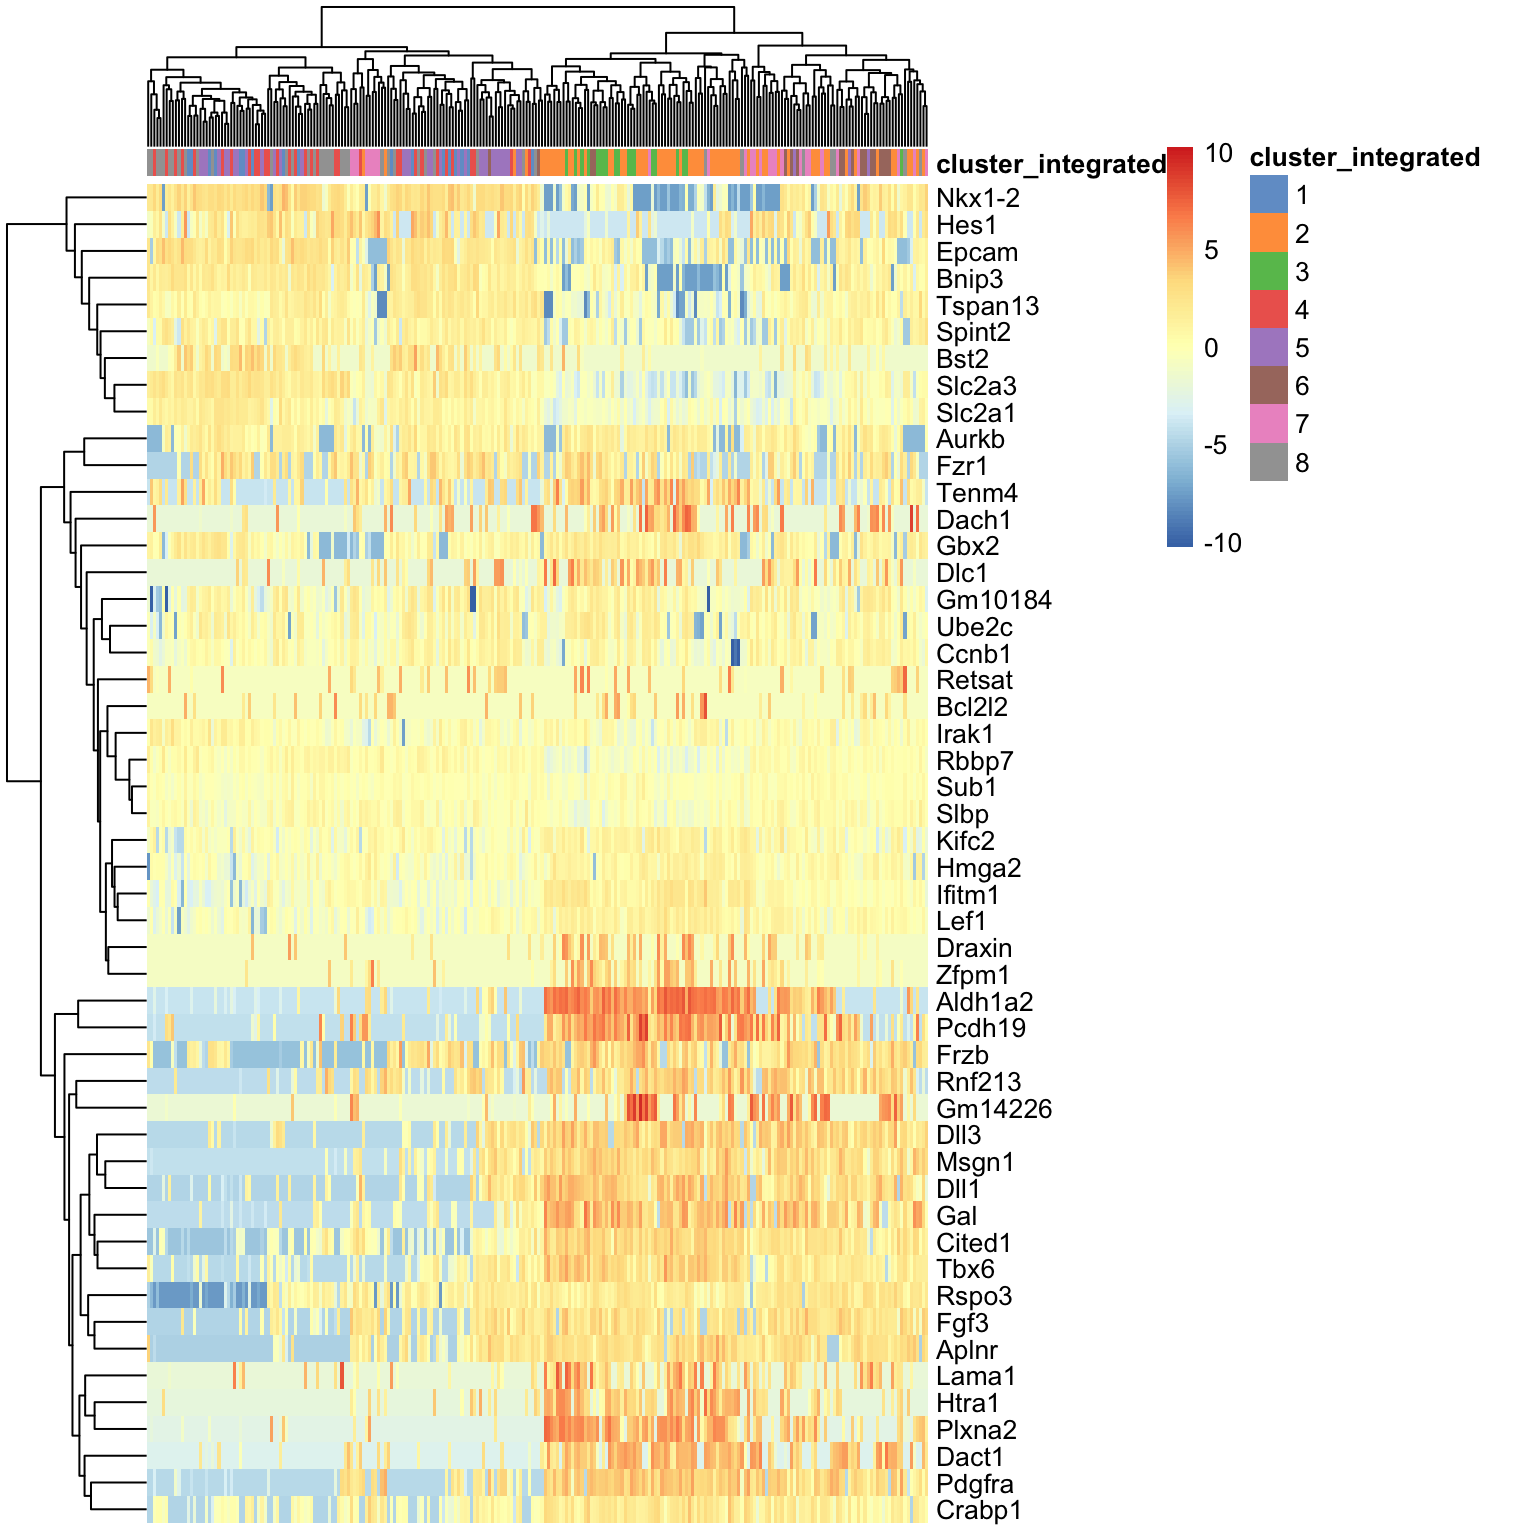 cluster_integrated
Nkx1-2
Hes1
Epcam
Bnip3
Tspan13
Spint2
Bst2
Slc2a3
Slc2a1
Aurkb
Fzr1
Tenm4
Dach1
Gbx2
Dlc1
Gm10184
Ube2c
Ccnb1
Retsat
Bcl2l2
Irak1
Rbbp7
Sub1
Slbp
Kifc2
Hmga2
Ifitm1
Lef1
Draxin
Zfpm1
Aldh1a2
Pcdh19
Frzb
Rnf213
Gm14226
Dll3
Msgn1
Dll1
Gal
Cited1
Tbx6
Rspo3
Fgf3
Aplnr
Lama1
Htra1
Plxna2
Dact1
Pdgfra
Crabp1
10
5
0
-5
-10
cluster_integrated
1
2
3
4
5
6
7
8